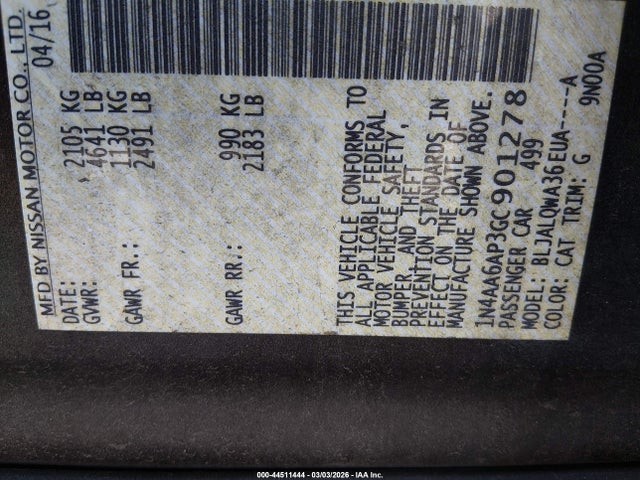 MFD BY NISSAN MOTOR CO., LTD.
DATE: 04/16
GVWR: 2105 KG
4641 LB
GAWR FR.: 1130 KG
2491 LB
GAWR RR.: 990 KG
2183 LB
THIS VEHICLE CONFORMS TO
ALL APPLICABLE FEDERAL
MOTOR VEHICLE SAFETY,
BUMPER, AND THEFT
PREVENTION STANDARDS IN
EFFECT ON THE DATE OF
MANUFACTURE SHOWN ABOVE.
1N4AA6AP3GC901278
PASSENGER CAR 499
MODEL: BLJALQWA36EUA----A
COLOR: CAT TRIM: G 9N00A
000-44511444 - 03/03/2026 - IAA Inc.